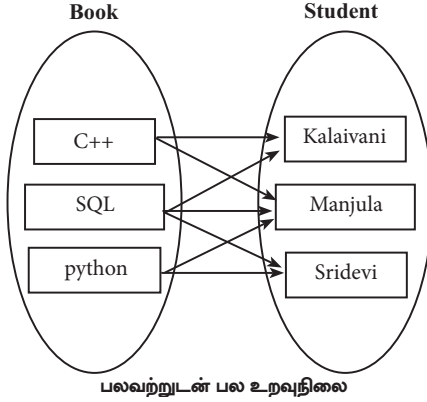 Book Student
C++ Kalaivani
SQL Manjula
python Sridevi
பலவற்றுடன் பல உறவுநிலை